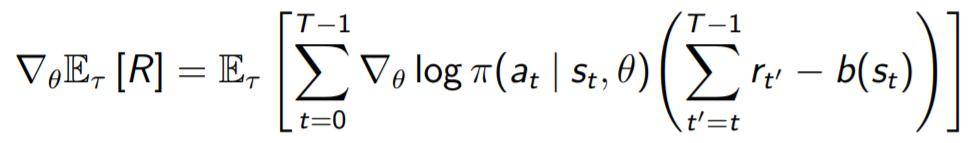 ∇_θ 𝔼_τ [R] = 𝔼_τ [ ∑_{t=0}^{T−1} ∇_θ log π(a_t | s_t, θ) ( ∑_{t′=t}^{T−1} r_{t′} − b(s_t) ) ]